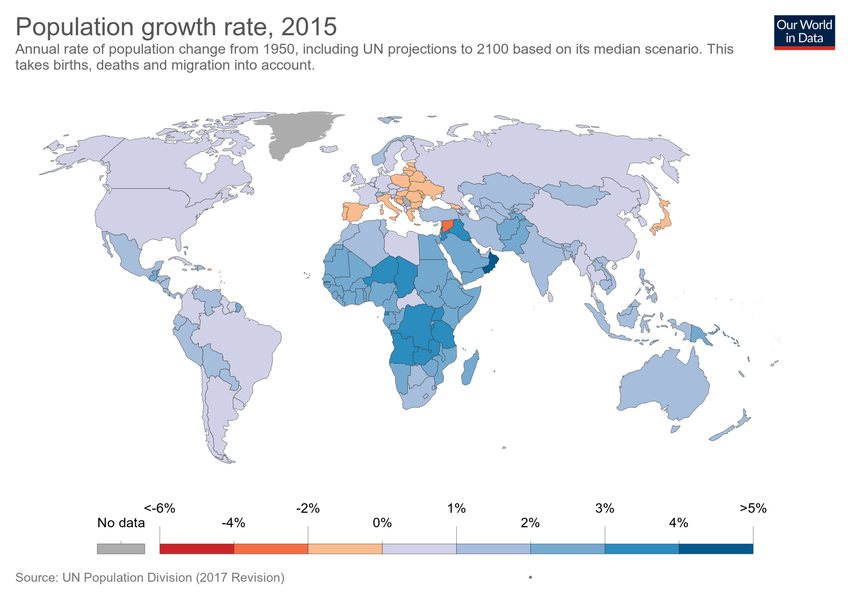 Population growth rate, 2015
Our World
in Data
Annual rate of population change from 1950, including UN projections to 2100 based on its median scenario. This
takes births, deaths and migration into account.
<-6% -2% 1% 3% >5%
No data -4% 0% 2% 4%
Source: UN Population Division (2017 Revision)